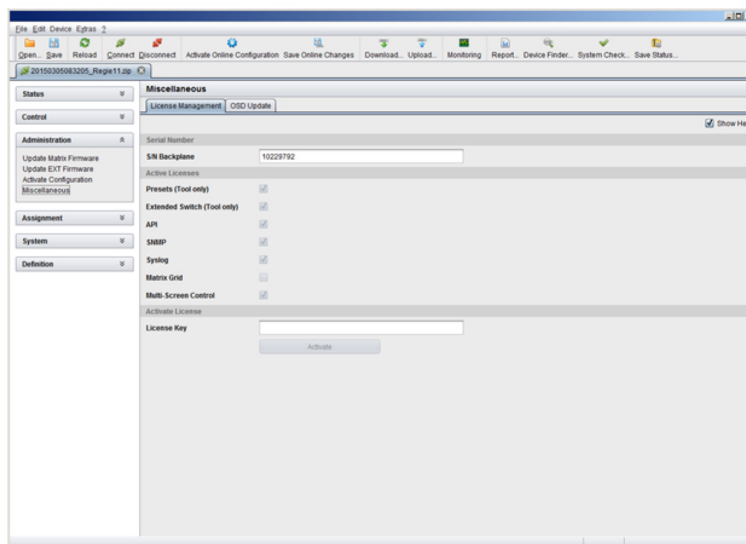 File Edit Device Extras ?
Open... Save Reload Connect Disconnect Activate Online Configuration Save Online Changes Download... Upload... Monitoring Report... Device Finder... System Check... Save Status...
20150305083205_Regie11.zip
Status
Control
Administration
Update Matrix Firmware
Update EXT Firmware
Activate Configuration
Miscellaneous
Assignment
System
Definition
Miscellaneous
License Management OSD Update
Show He
Serial Number
S/N Backplane 10229792
Active Licenses
Presets (Tool only)
Extended Switch (Tool only)
API
SNMP
Syslog
Matrix Grid
Multi-Screen Control
Activate License
License Key
Activate